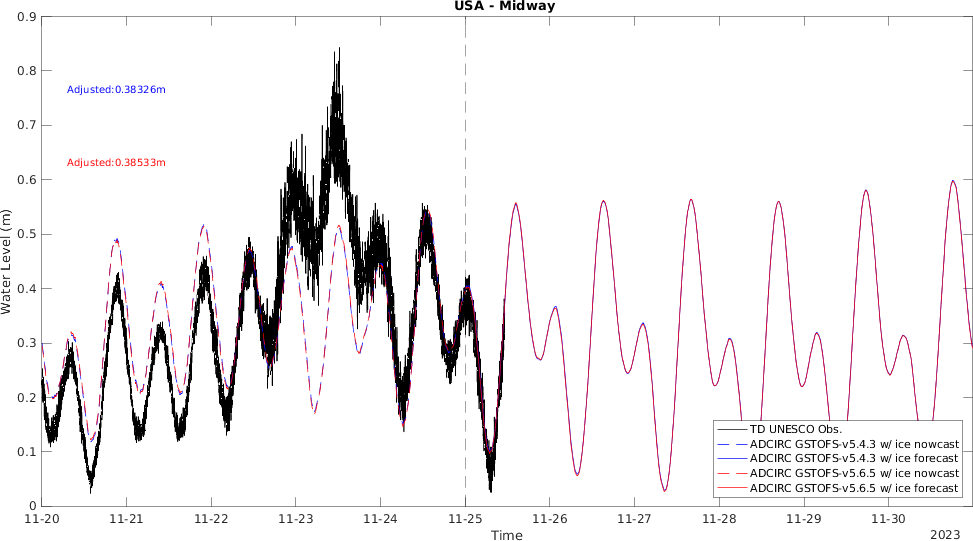 USA - Midway
0.9
0.8
0.7
0.6
0.5
0.4
0.3
0.2
0.1
0
Water Level (m)
Adjusted:0.38326m
Adjusted:0.38533m
TD UNESCO Obs.
ADCIRC GSTOFS-v5.4.3 w/ ice nowcast
ADCIRC GSTOFS-v5.4.3 w/ ice forecast
ADCIRC GSTOFS-v5.6.5 w/ ice nowcast
ADCIRC GSTOFS-v5.6.5 w/ ice forecast
11-20 11-21 11-22 11-23 11-24 11-25 11-26 11-27 11-28 11-29 11-30
Time
2023